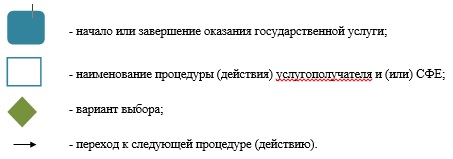 - начало или завершение оказания государственной услуги;
- наименование процедуры (действия) услугополучателя и (или) СФЕ;
- вариант выбора;
- переход к следующей процедуре (действию).